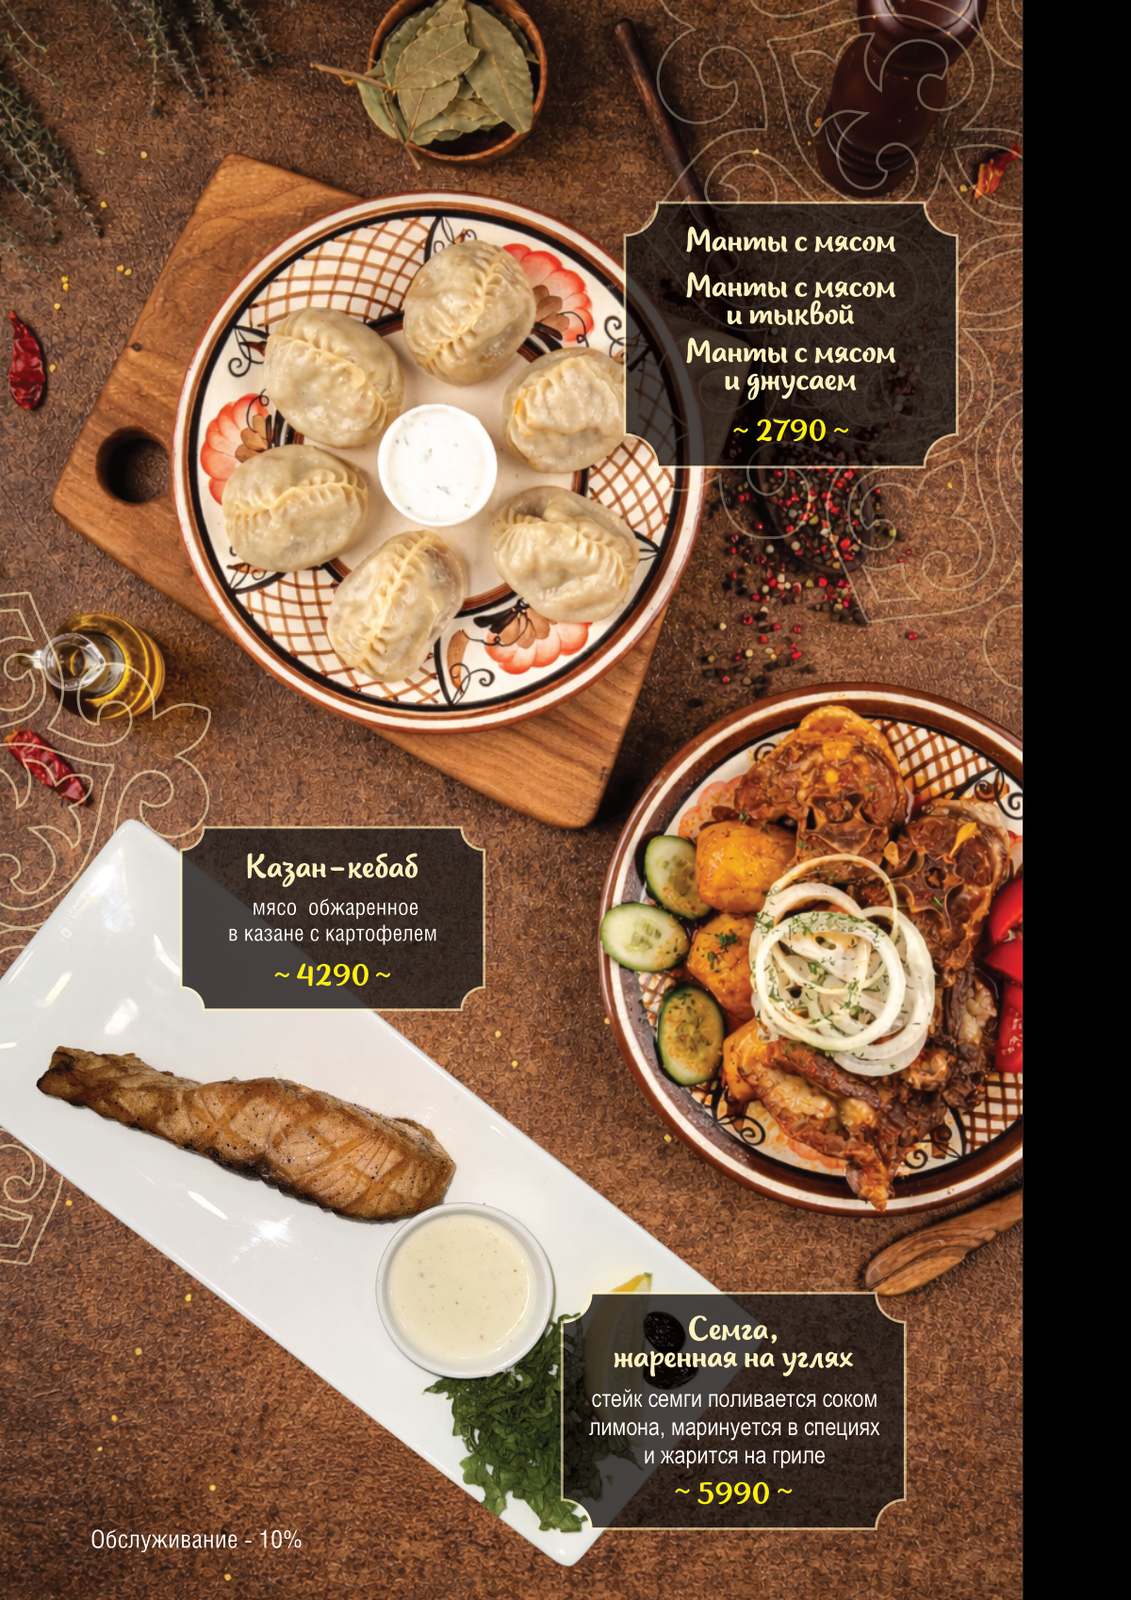 Манты с мясом
Манты с мясом
и тыквой
Манты с мясом
и джусаем
~ 2790 ~
Казан-кебаб
мясо обжаренное
в казане с картофелем
~ 4290 ~
Семга,
жаренная на углях
стейк семги поливается соком
лимона, маринуется в специях
и жарится на гриле
~ 5990 ~
Обслуживание - 10%